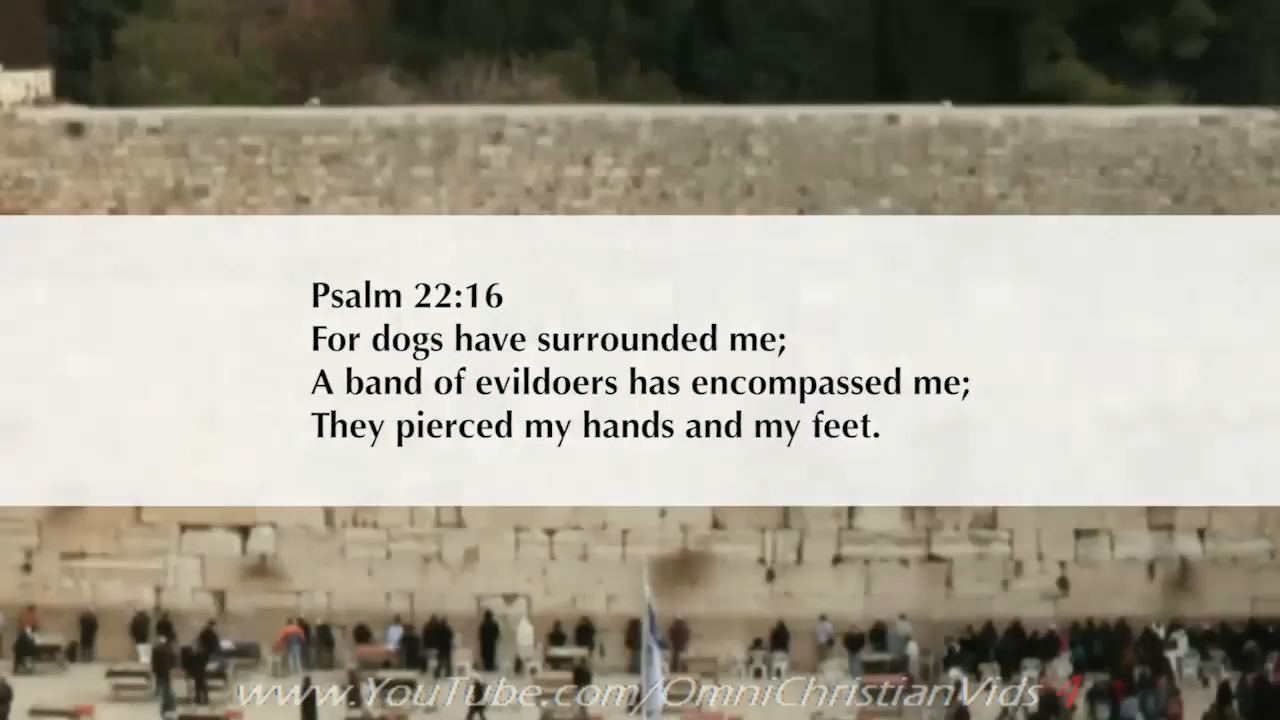 Psalm 22:16
For dogs have surrounded me;
A band of evildoers has encompassed me;
They pierced my hands and my feet.
www.YouTube.com/OmniChristianVids